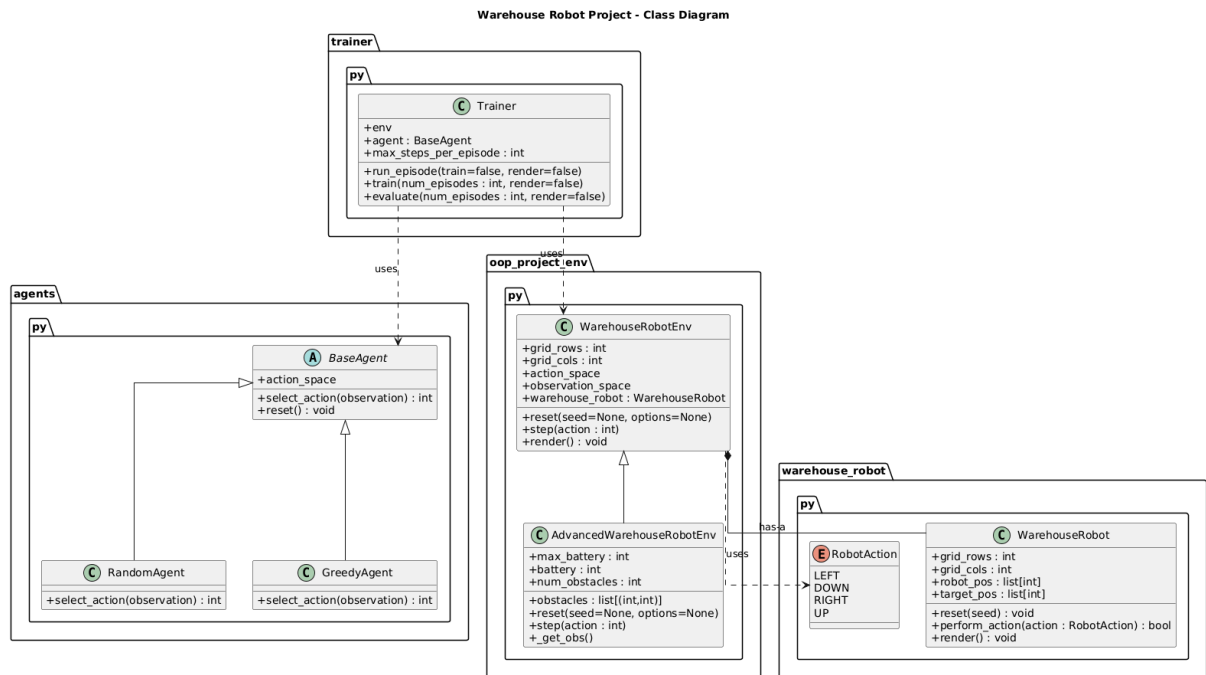 Warehouse Robot Project - Class Diagram
trainer
py
C Trainer
+env
+agent : BaseAgent
+max_steps_per_episode : int
+run_episode(train=false, render=false)
+train(num_episodes : int, render=false)
+evaluate(num_episodes : int, render=false)
uses
uses
agents
py
A BaseAgent
+action_space
+select_action(observation) : int
+reset() : void
C RandomAgent
+select_action(observation) : int
C GreedyAgent
+select_action(observation) : int
oop_project_env
py
C WarehouseRobotEnv
+grid_rows : int
+grid_cols : int
+action_space
+observation_space
+warehouse_robot : WarehouseRobot
+reset(seed=None, options=None)
+step(action : int)
+render() : void
C AdvancedWarehouseRobotEnv
+max_battery : int
+battery : int
+num_obstacles : int
+obstacles : list[(int,int)]
+reset(seed=None, options=None)
+step(action : int)
+_get_obs()
has-a
uses
warehouse_robot
py
E RobotAction
LEFT
DOWN
RIGHT
UP
C WarehouseRobot
+grid_rows : int
+grid_cols : int
+robot_pos : list[int]
+target_pos : list[int]
+reset(seed) : void
+perform_action(action : RobotAction) : bool
+render() : void